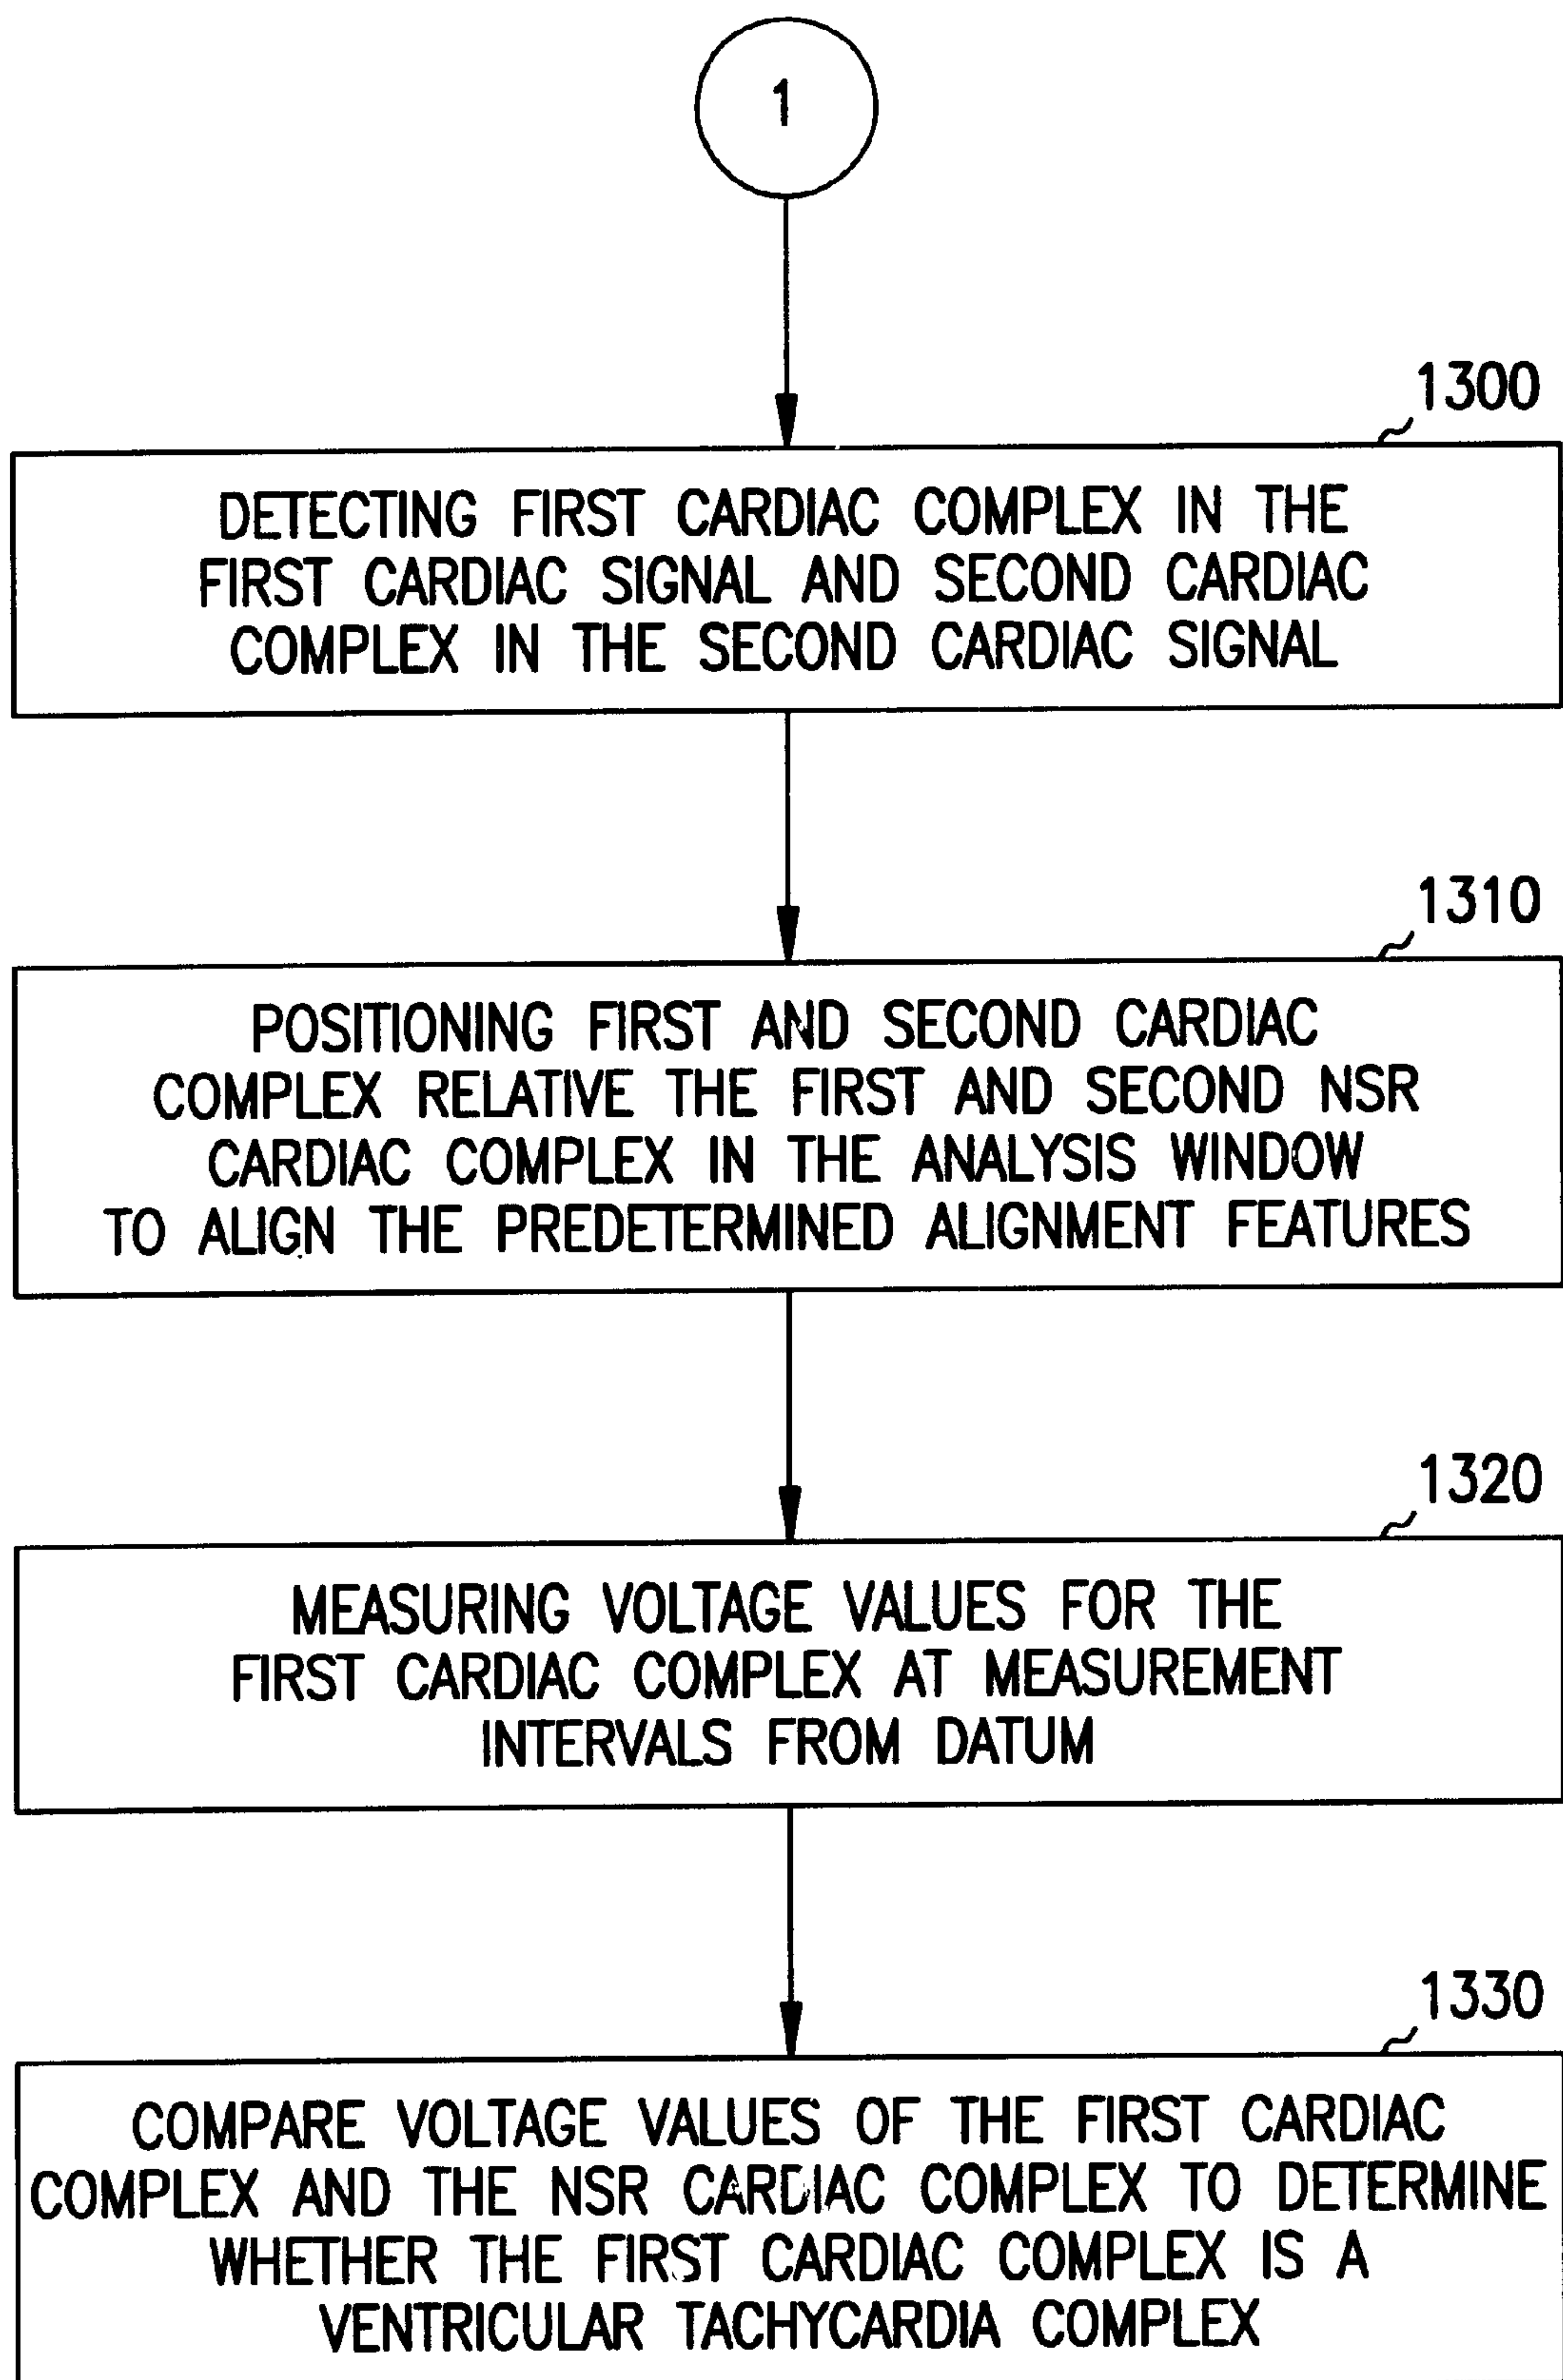 1
1300
DETECTING FIRST CARDIAC COMPLEX IN THE
FIRST CARDIAC SIGNAL AND SECOND CARDIAC
COMPLEX IN THE SECOND CARDIAC SIGNAL
1310
POSITIONING FIRST AND SECOND CARDIAC
COMPLEX RELATIVE THE FIRST AND SECOND NSR
CARDIAC COMPLEX IN THE ANALYSIS WINDOW
TO ALIGN THE PREDETERMINED ALIGNMENT FEATURES
1320
MEASURING VOLTAGE VALUES FOR THE
FIRST CARDIAC COMPLEX AT MEASUREMENT
INTERVALS FROM DATUM
1330
COMPARE VOLTAGE VALUES OF THE FIRST CARDIAC
COMPLEX AND THE NSR CARDIAC COMPLEX TO DETERMINE
WHETHER THE FIRST CARDIAC COMPLEX IS A
VENTRICULAR TACHYCARDIA COMPLEX